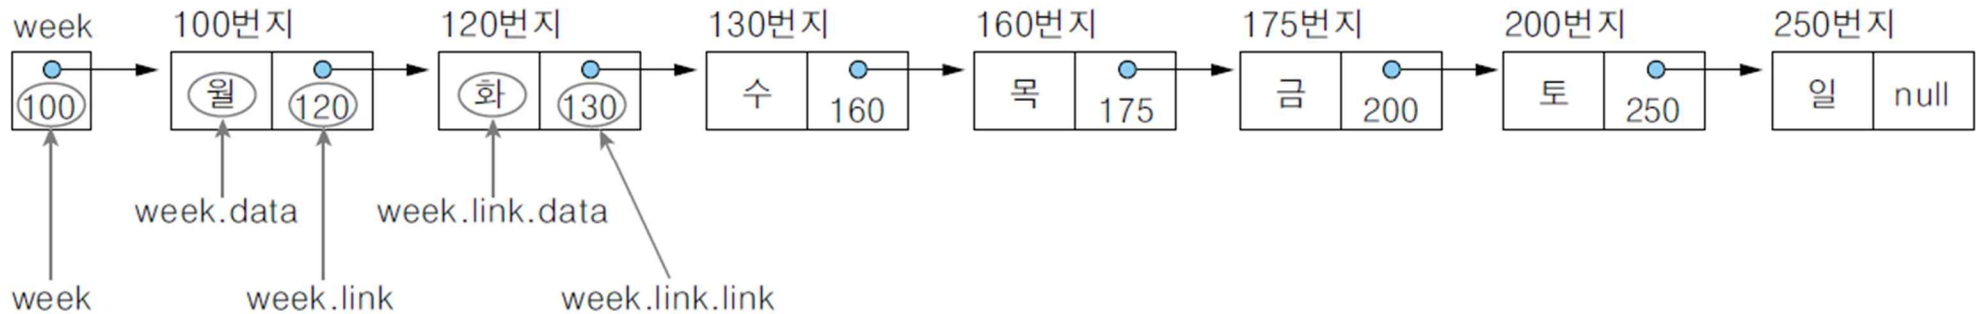 week 100번지 120번지 130번지 160번지 175번지 200번지 250번지
100 월 120 화 130 수 160 목 175 금 200 토 250 일 null
week.data week.link.data
week week.link week.link.link